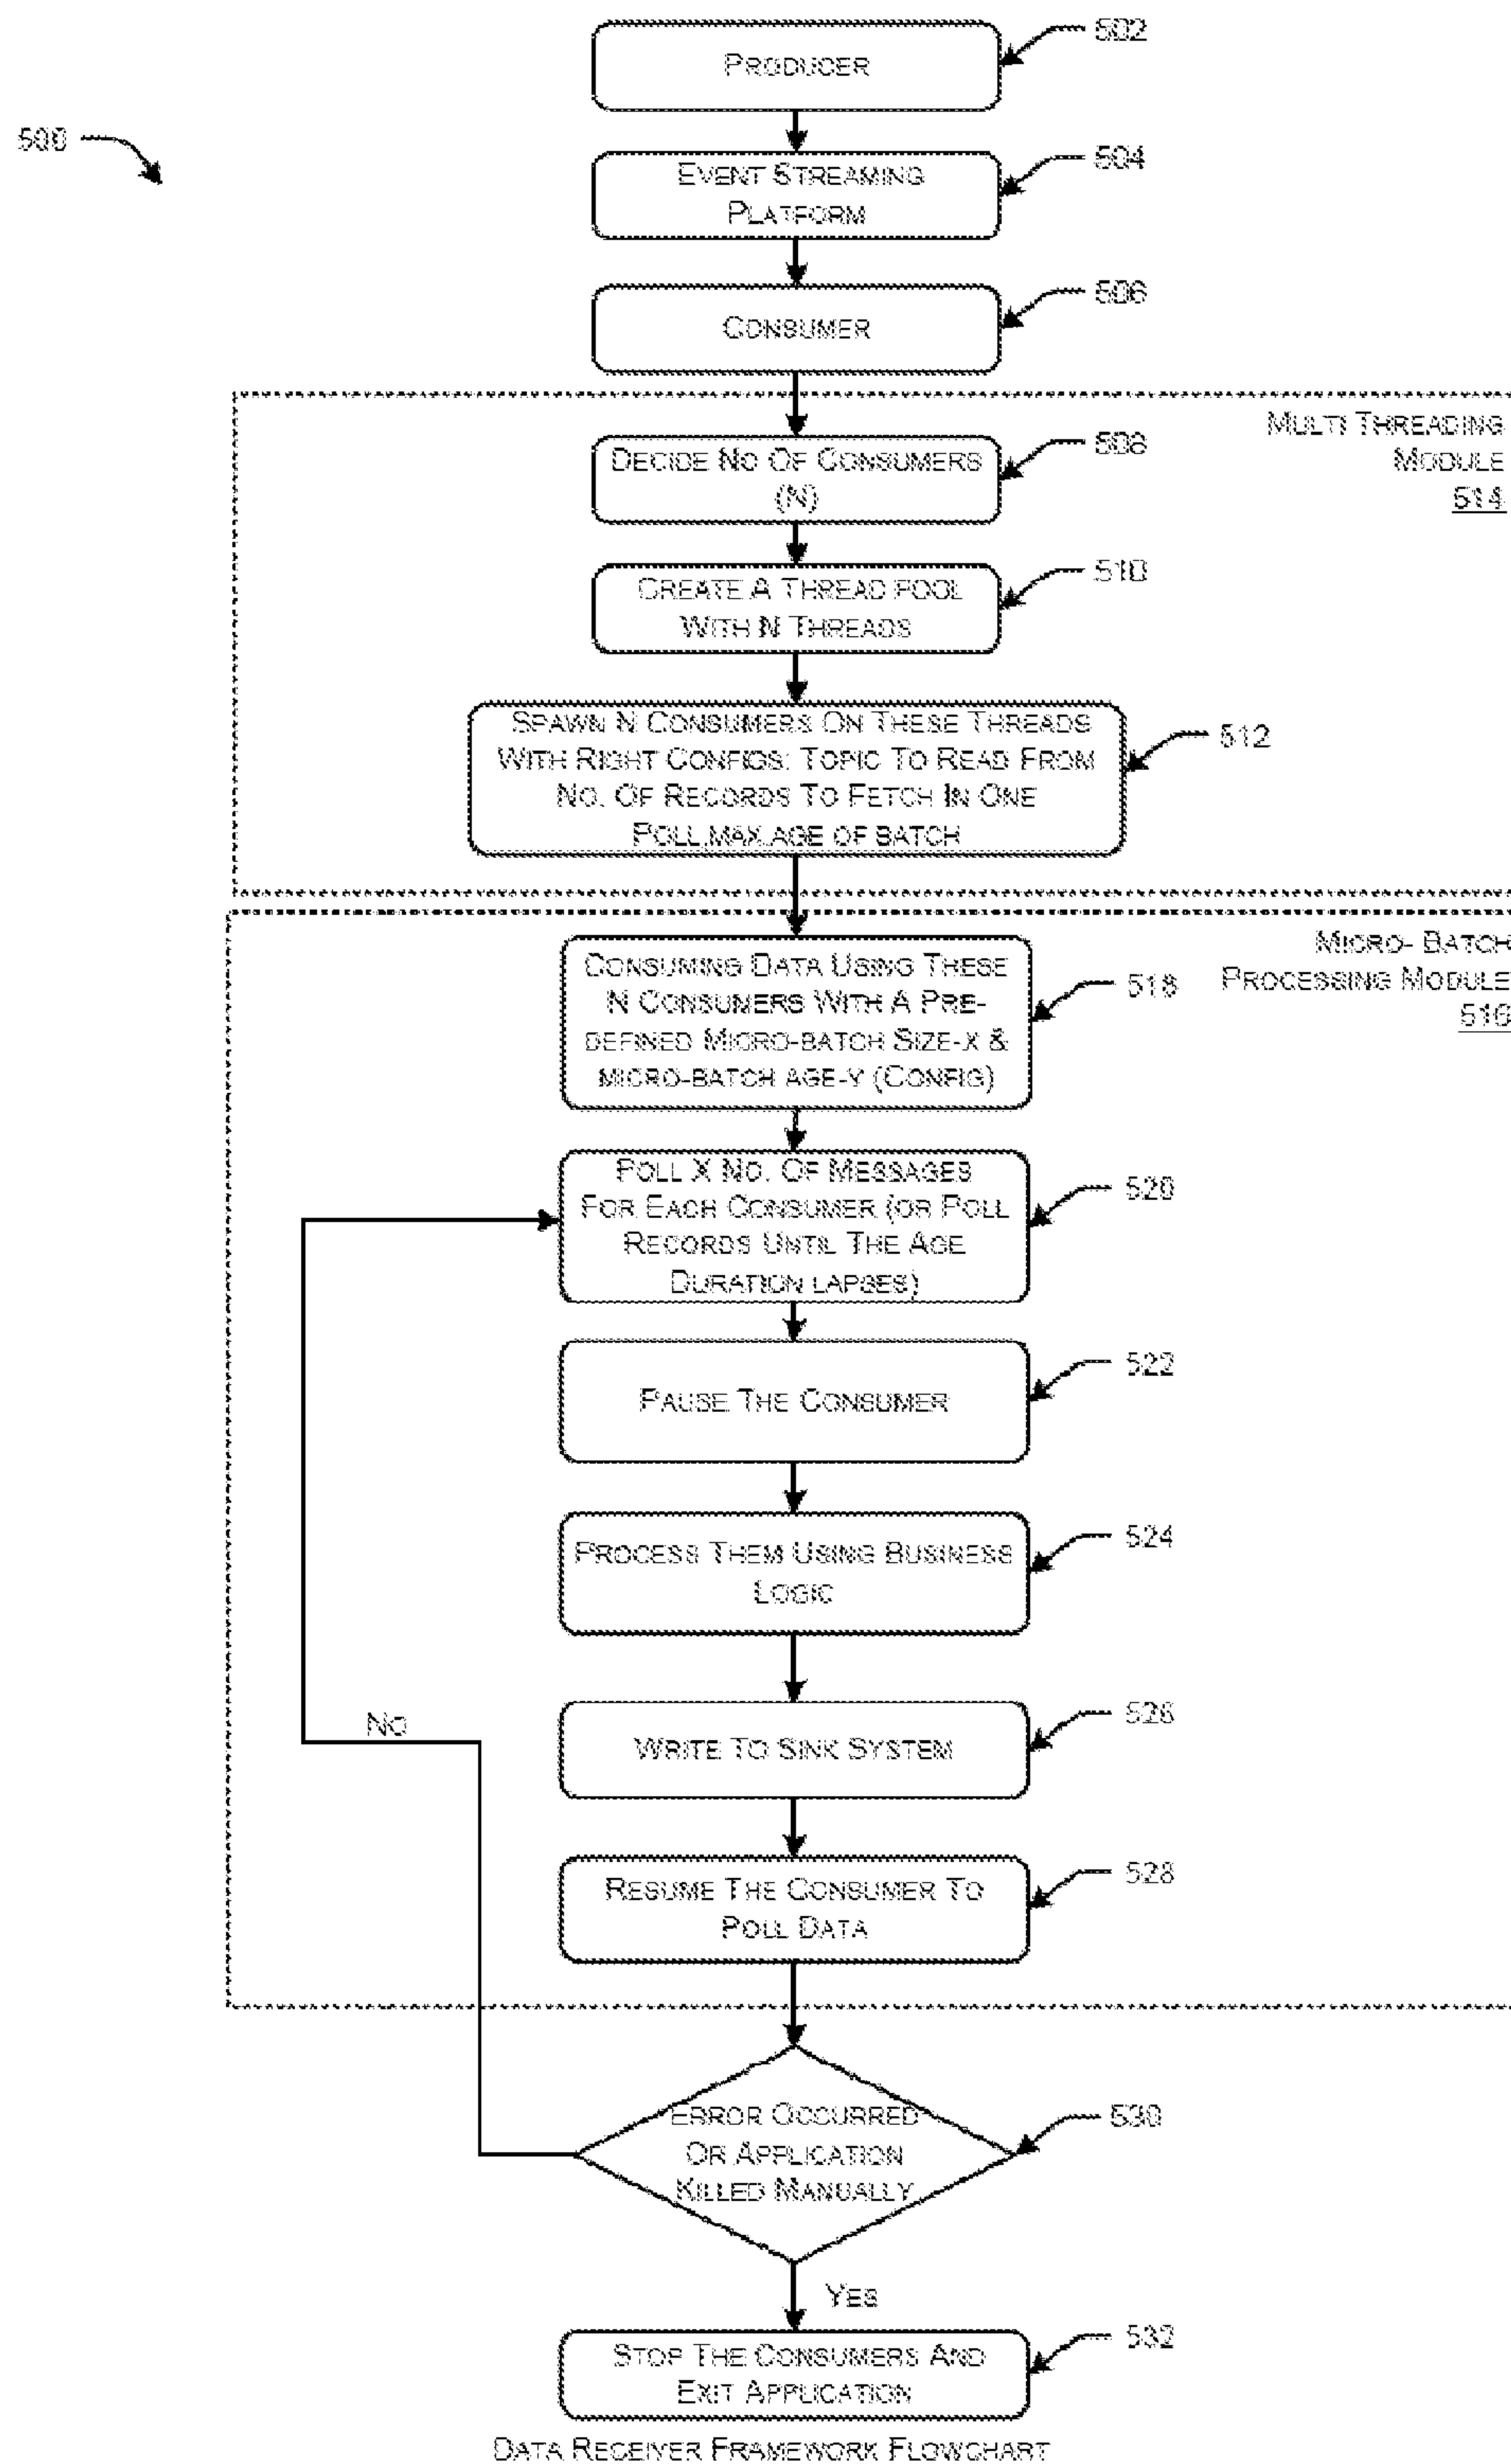 502
PRODUCER
500
504
EVENT STREAMING
PLATFORM
506
CONSUMER
MULTI THREADING
MODULE
514
508
DECIDE NO OF CONSUMERS
(N)
510
CREATE A THREAD POOL
WITH N THREADS
512
SPAWN N CONSUMERS ON THESE THREADS
WITH RIGHT CONFIGS: TOPIC TO READ FROM
NO. OF RECORDS TO FETCH IN ONE
POLL,MAX.AGE OF BATCH
MICRO- BATCH
PROCESSING MODULE
516
518
CONSUMING DATA USING THESE
N CONSUMERS WITH A PRE-
DEFINED MICRO-BATCH SIZE-X &
MICRO-BATCH AGE-Y (CONFIG)
520
POLL X NO. OF MESSAGES
FOR EACH CONSUMER (OR POLL
RECORDS UNTIL THE AGE
DURATION LAPSES)
522
PAUSE THE CONSUMER
524
PROCESS THEM USING BUSINESS
LOGIC
526
NO
WRITE TO SINK SYSTEM
528
RESUME THE CONSUMER TO
POLL DATA
530
ERROR OCCURRED
OR APPLICATION
KILLED MANUALLY
YES
532
STOP THE CONSUMERS AND
EXIT APPLICATION
DATA RECEIVER FRAMEWORK FLOWCHART